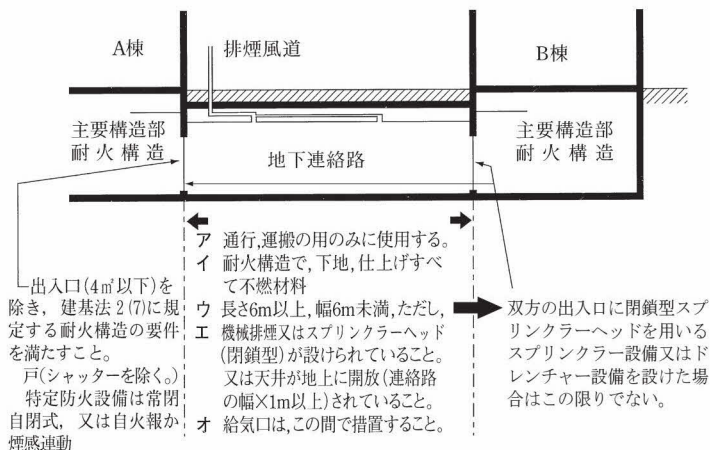 A棟
排煙風道
B棟
主要構造部
耐火構造
地下連絡路
主要構造部
耐火構造
出入口(4㎡以下)を
除き，建基法2(7)に規
定する耐火構造の要件
を満たすこと。
戸(シャッターを除く。)
特定防火設備は常閉
自閉式，又は自火報か
煙感連動
ア 通行,運搬の用のみに使用する。
イ 耐火構造で,下地,仕上げすべ
て不燃材料
ウ 長さ6m以上,幅6m未満,ただし,
エ 機械排煙又はスプリンクラーヘッド
(閉鎖型)が設けられていること。
又は天井が地上に開放(連絡路
の幅×1m以上)されていること。
オ 給気口は,この間で措置すること。
双方の出入口に閉鎖型スプ
リンクラーヘッドを用いる
スプリンクラー設備又はド
レンチャー設備を設けた場
合はこの限りでない。